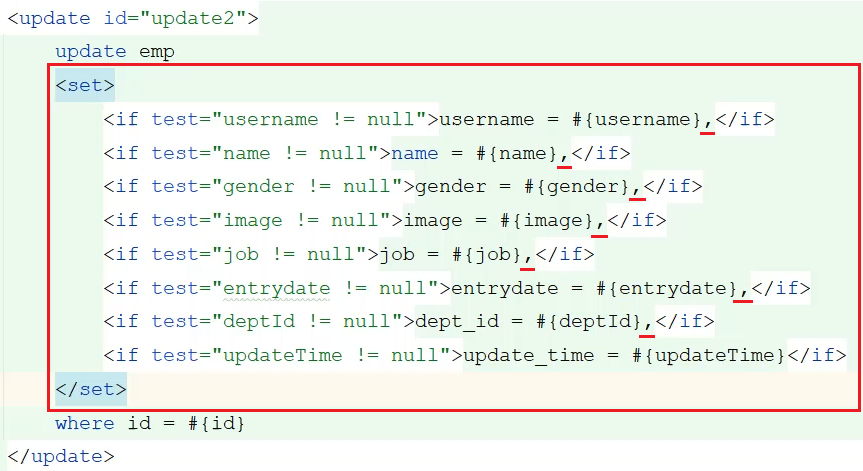 <update id="update2">
update emp
<set>
<if test="username != null">username = #{username},</if>
<if test="name != null">name = #{name},</if>
<if test="gender != null">gender = #{gender},</if>
<if test="image != null">image = #{image},</if>
<if test="job != null">job = #{job},</if>
<if test="entrydate != null">entrydate = #{entrydate},</if>
<if test="deptId != null">dept_id = #{deptId},</if>
<if test="updateTime != null">update_time = #{updateTime}</if>
</set>
where id = #{id}
</update>